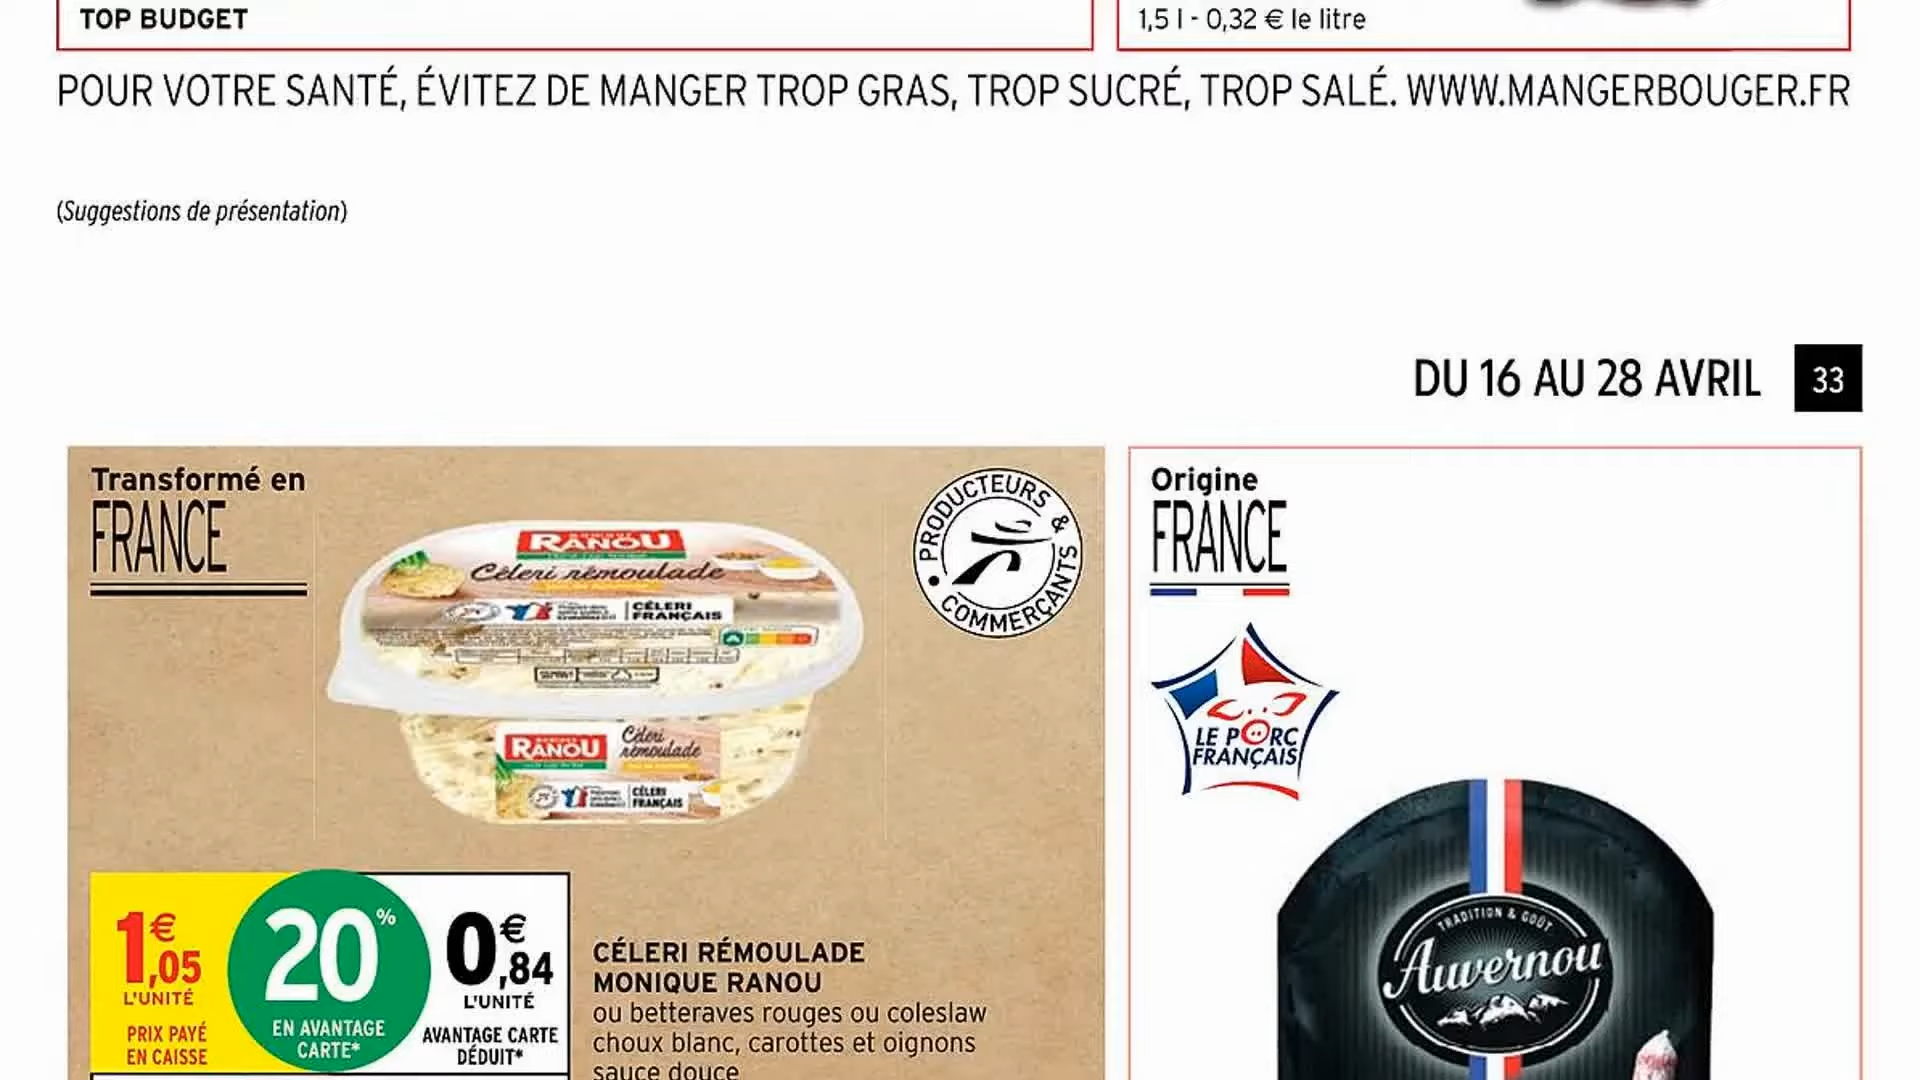 TOP BUDGET
1,5 l - 0,32 € le litre
POUR VOTRE SANTÉ, ÉVITEZ DE MANGER TROP GRAS, TROP SUCRÉ, TROP SALÉ. WWW.MANGERBOUGER.FR
(Suggestions de présentation)
DU 16 AU 28 AVRIL 33
Transformé en
FRANCE
RANOU
Céleri rémoulade
CÉLERI
FRANÇAIS
RANOU
Céleri
rémoulade
CÉLERI
FRANÇAIS
PRODUCTEURS & COMMERÇANTS
1€,05
L'UNITÉ
PRIX PAYÉ
EN CAISSE
20%
EN AVANTAGE
CARTE*
0€,84
L'UNITÉ
AVANTAGE CARTE
DÉDUIT*
CÉLERI RÉMOULADE
MONIQUE RANOU
ou betteraves rouges ou coleslaw
choux blanc, carottes et oignons
sauce douce
Origine
FRANCE
LE PORC
FRANÇAIS
TRADITION & GOÛT
Auvernou